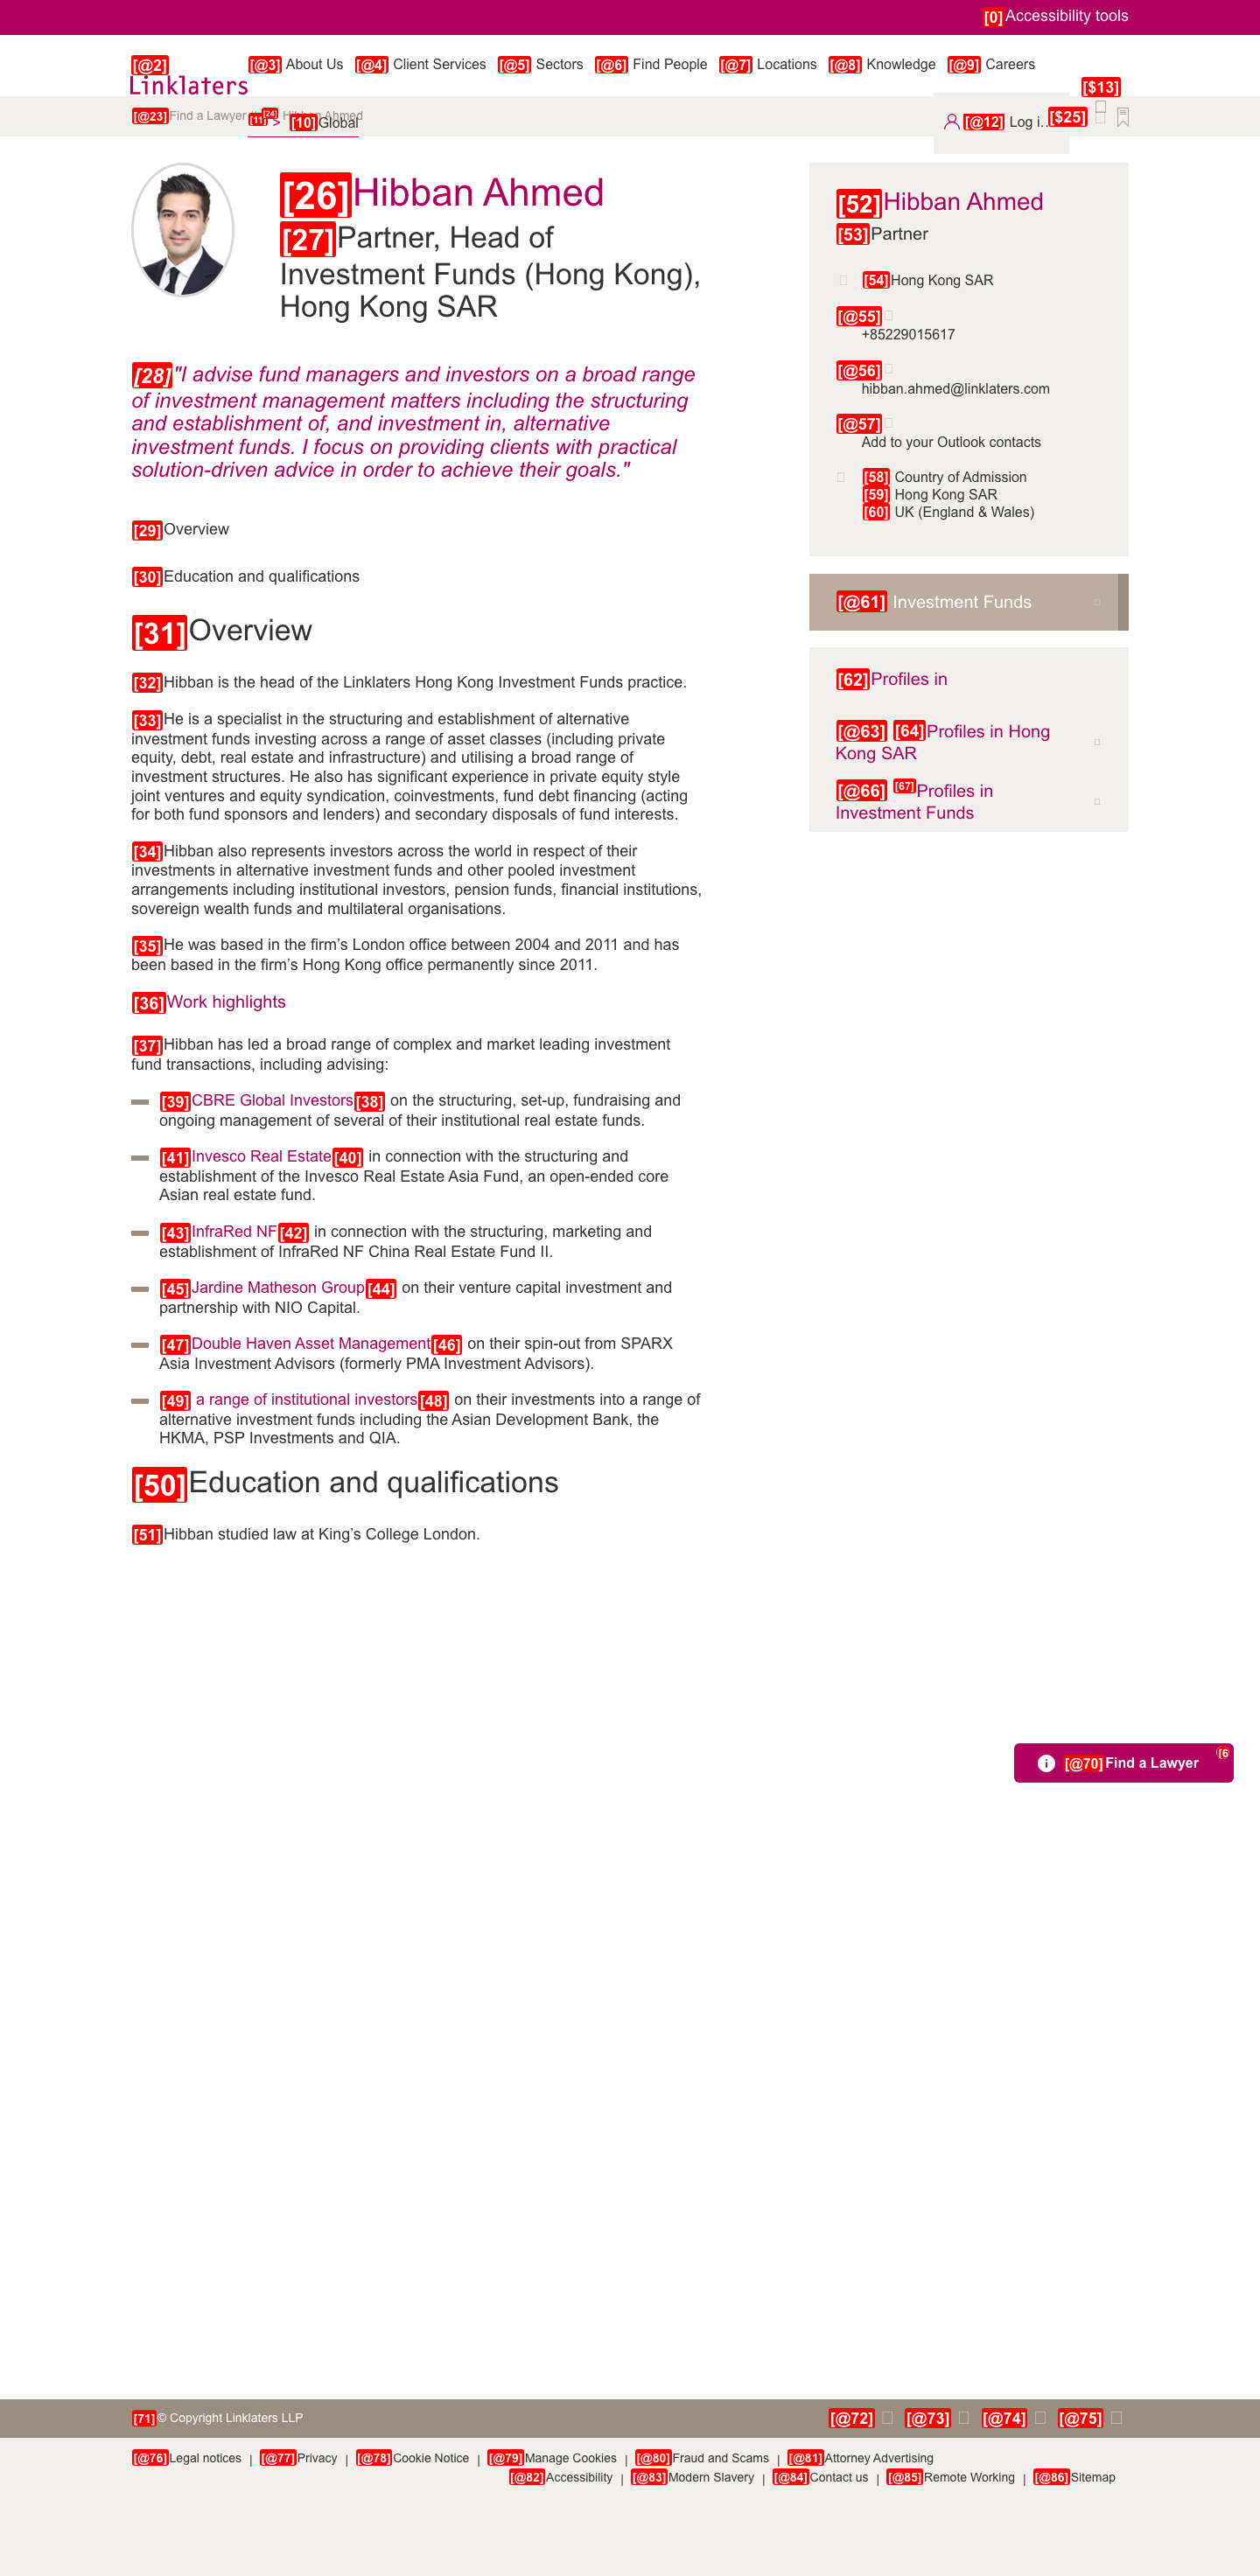 [0]Accessibility tools
[@2]
Linklaters
[@3] About Us [@4] Client Services [@5] Sectors [@6] Find People [@7] Locations [@8] Knowledge [@9] Careers
[$13]
[@23]Find a Lawyer [24] Hibban Ahmed
[11] > [10]Global
[@12] Log i..
[$25]
[26]Hibban Ahmed
[27]Partner, Head of
Investment Funds (Hong Kong),
Hong Kong SAR
[28]"I advise fund managers and investors on a broad range
of investment management matters including the structuring
and establishment of, and investment in, alternative
investment funds. I focus on providing clients with practical
solution-driven advice in order to achieve their goals."
[29]Overview
[30]Education and qualifications
[31]Overview
[32]Hibban is the head of the Linklaters Hong Kong Investment Funds practice.
[33]He is a specialist in the structuring and establishment of alternative
investment funds investing across a range of asset classes (including private
equity, debt, real estate and infrastructure) and utilising a broad range of
investment structures. He also has significant experience in private equity style
joint ventures and equity syndication, coinvestments, fund debt financing (acting
for both fund sponsors and lenders) and secondary disposals of fund interests.
[34]Hibban also represents investors across the world in respect of their
investments in alternative investment funds and other pooled investment
arrangements including institutional investors, pension funds, financial institutions,
sovereign wealth funds and multilateral organisations.
[35]He was based in the firm’s London office between 2004 and 2011 and has
been based in the firm’s Hong Kong office permanently since 2011.
[36]Work highlights
[37]Hibban has led a broad range of complex and market leading investment
fund transactions, including advising:
[39]CBRE Global Investors[38] on the structuring, set-up, fundraising and
ongoing management of several of their institutional real estate funds.
[41]Invesco Real Estate[40] in connection with the structuring and
establishment of the Invesco Real Estate Asia Fund, an open-ended core
Asian real estate fund.
[43]InfraRed NF[42] in connection with the structuring, marketing and
establishment of InfraRed NF China Real Estate Fund II.
[45]Jardine Matheson Group[44] on their venture capital investment and
partnership with NIO Capital.
[47]Double Haven Asset Management[46] on their spin-out from SPARX
Asia Investment Advisors (formerly PMA Investment Advisors).
[49] a range of institutional investors[48] on their investments into a range of
alternative investment funds including the Asian Development Bank, the
HKMA, PSP Investments and QIA.
[50]Education and qualifications
[51]Hibban studied law at King’s College London.
[52]Hibban Ahmed
[53]Partner
[54]Hong Kong SAR
[@55]
+85229015617
[@56]
hibban.ahmed@linklaters.com
[@57]
Add to your Outlook contacts
[58] Country of Admission
[59] Hong Kong SAR
[60] UK (England & Wales)
[@61] Investment Funds
[62]Profiles in
[@63] [64]Profiles in Hong
Kong SAR
[@66] [67]Profiles in
Investment Funds
[@70]Find a Lawyer [6
[71]© Copyright Linklaters LLP
[@72] [@73] [@74] [@75]
[@76]Legal notices | [@77]Privacy | [@78]Cookie Notice | [@79]Manage Cookies | [@80]Fraud and Scams | [@81]Attorney Advertising
[@82]Accessibility | [@83]Modern Slavery | [@84]Contact us | [@85]Remote Working | [@86]Sitemap